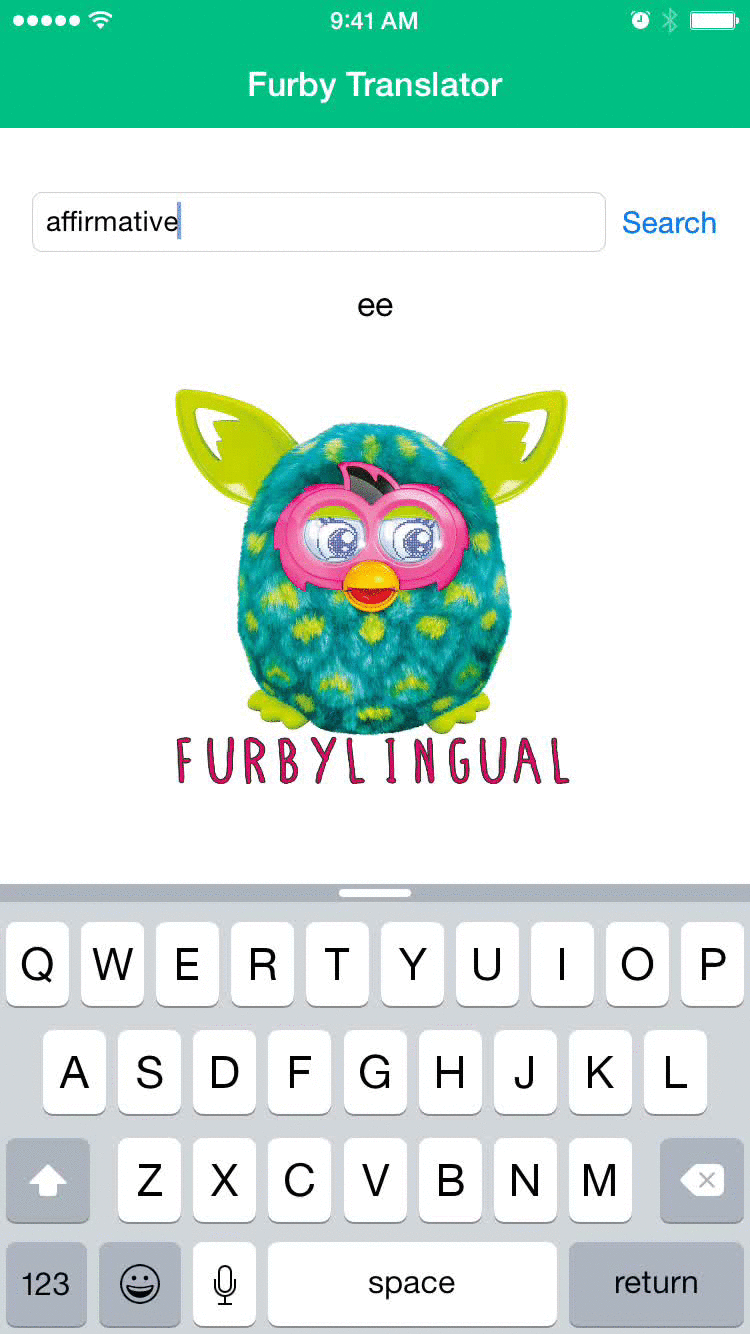 9:41 AM
Furby Translator
affirmative Search
ee
FURBYLINGUAL
Q W E R T Y U I O P
A S D F G H J K L
Z X C V B N M
123 space return